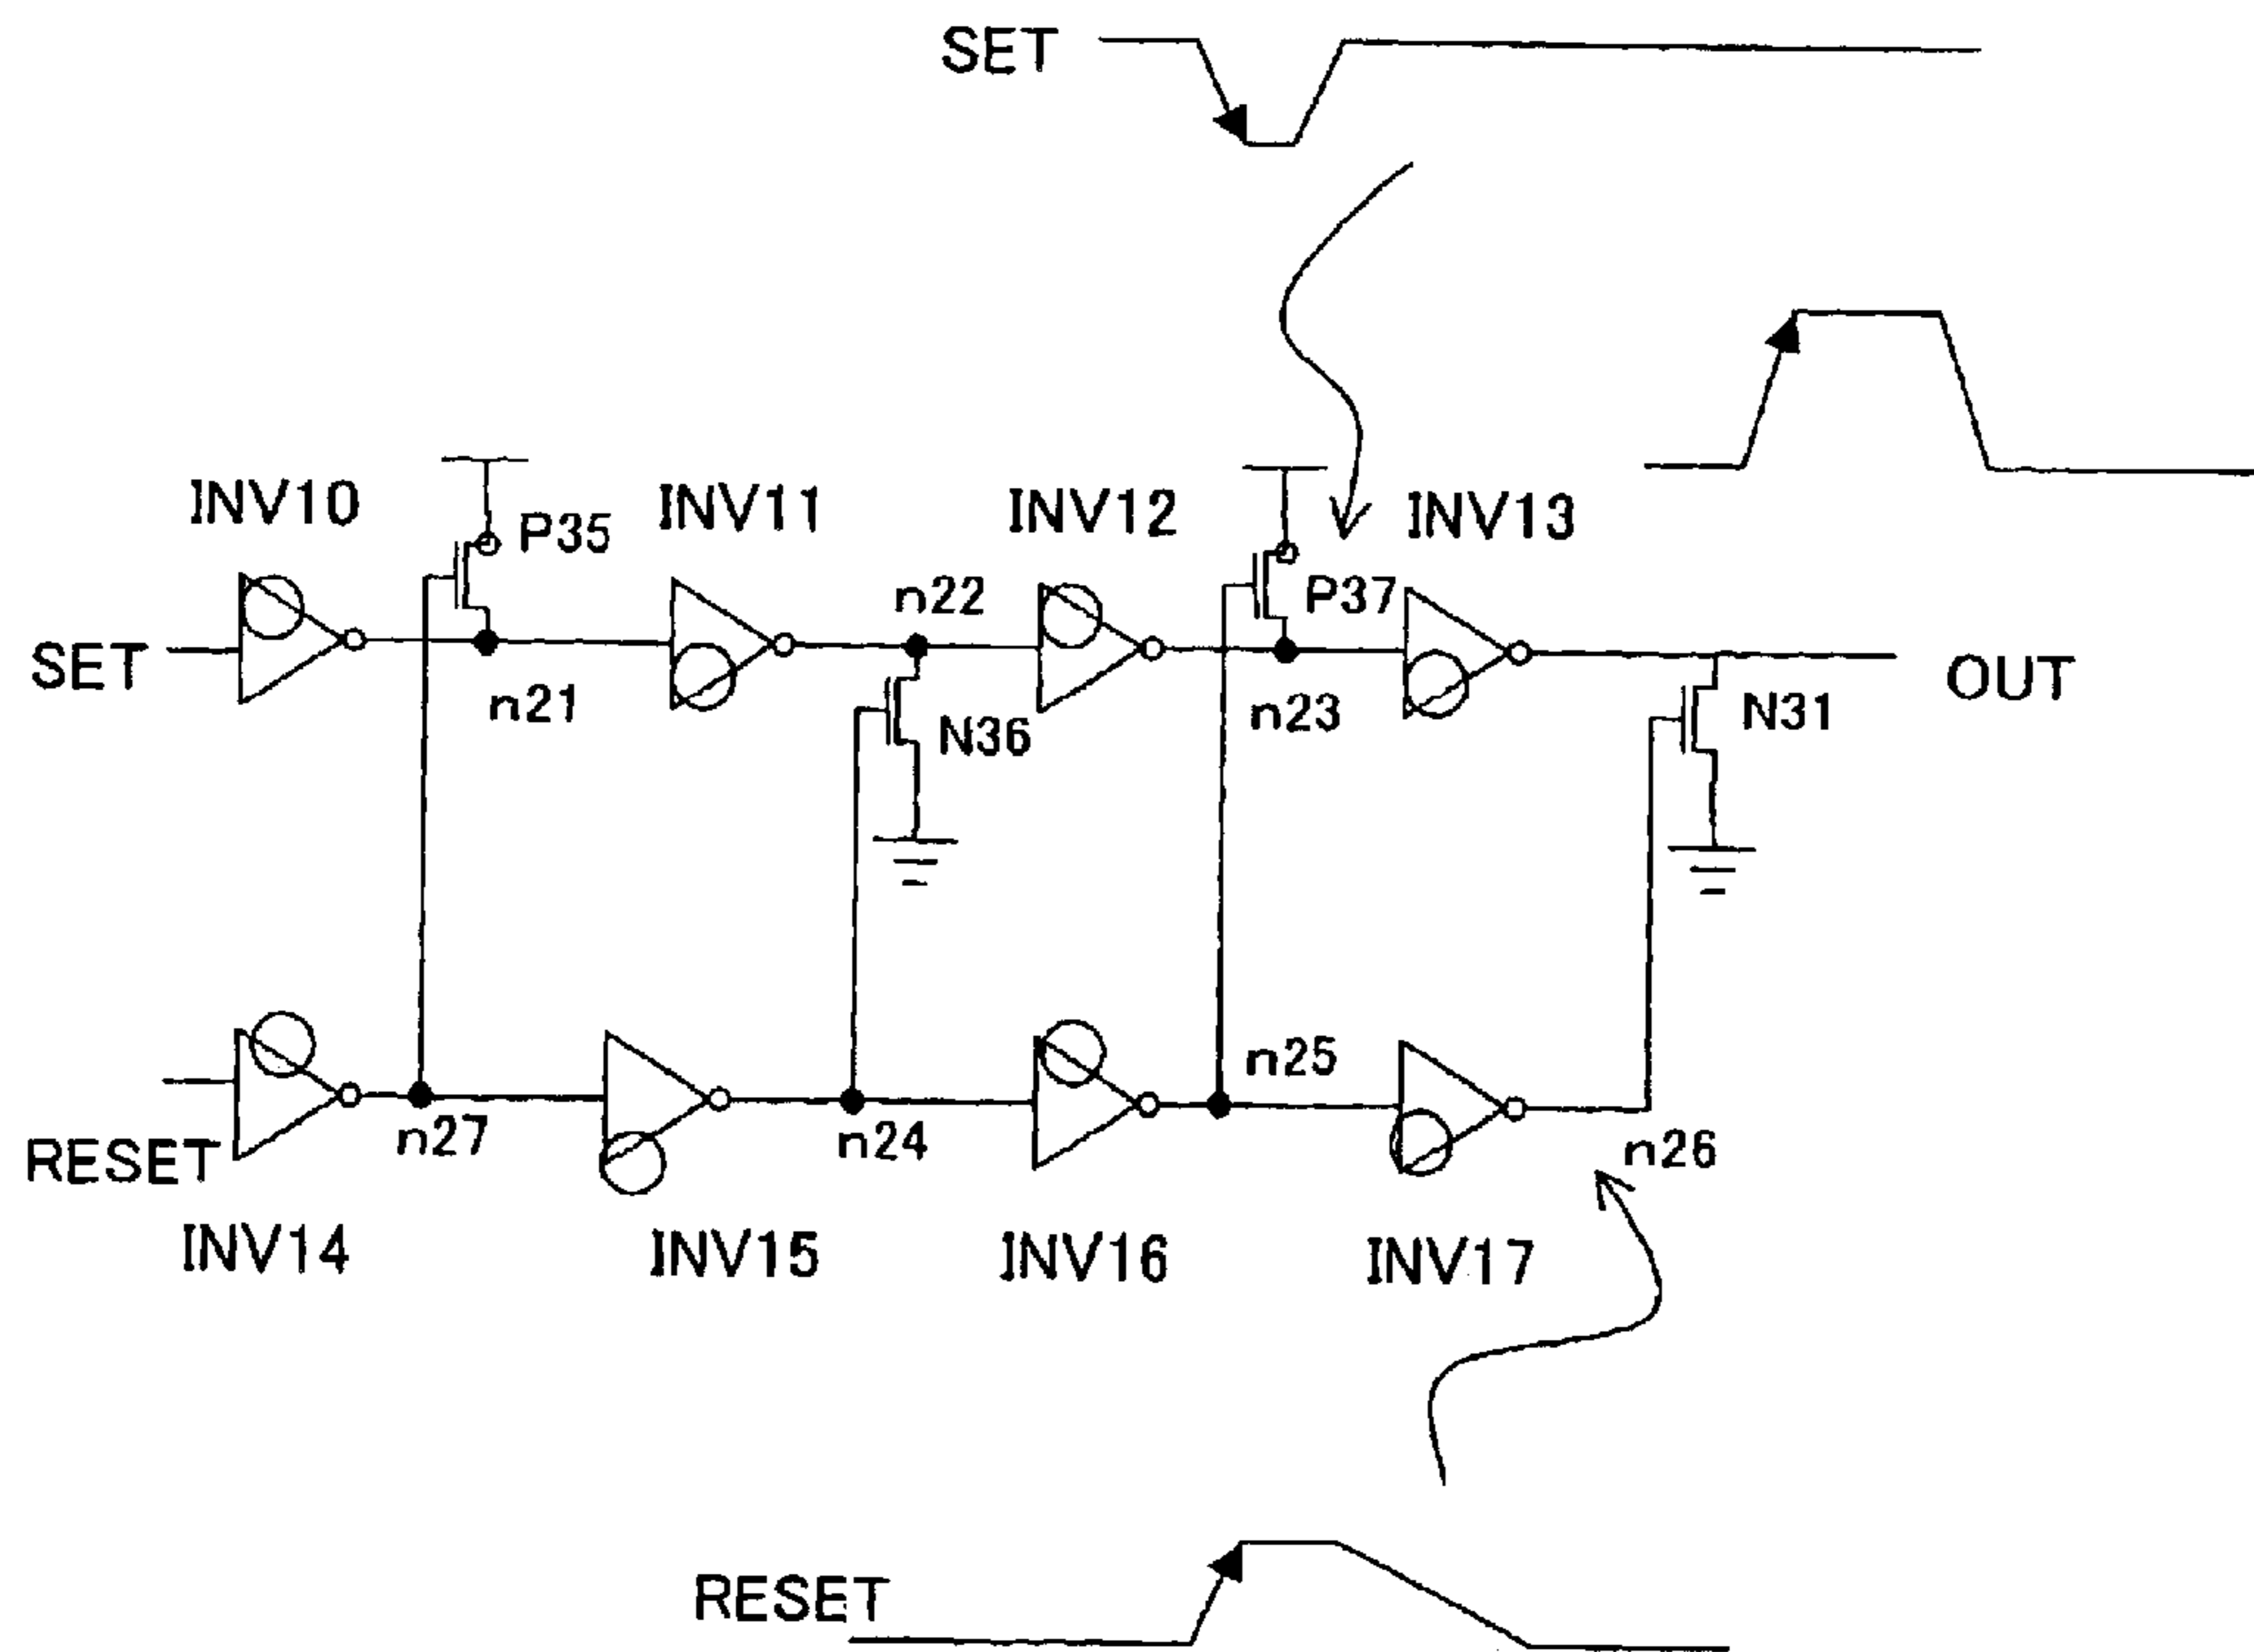 SET
INV10
P35
INV11
INV12
INV13
n22
P37
SET
n21
N36
n23
N31
OUT
n25
RESET
n27
n24
n26
INV14
INV15
INV16
INV17
RESET